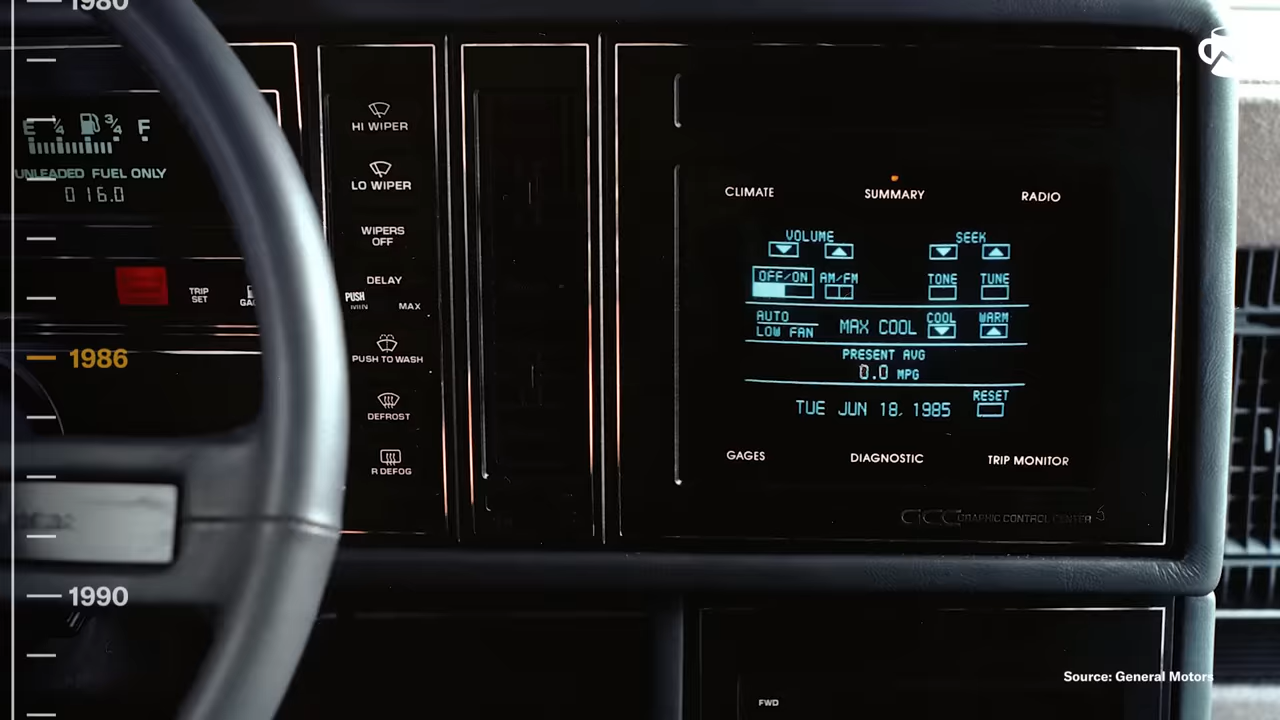 1980
HI WIPER
E 1/4 3/4 F
UNLEADED FUEL ONLY
016.0
LO WIPER
CLIMATE SUMMARY RADIO
WIPERS
OFF
VOLUME SEEK
OFF/ON AM/FM TONE TUNE
DELAY
PUSH
MIN MAX
TRIP
SET
AUTO
LOW FAN
MAX COOL
COOL WARM
PUSH TO WASH
1986
PRESENT AVG
0.0 MPG
RESET
TUE JUN 18, 1985
DEFROST
GAGES DIAGNOSTIC TRIP MONITOR
R DEFOG
GRAPHIC CONTROL CENTER
1990
Source: General Motors
FWD